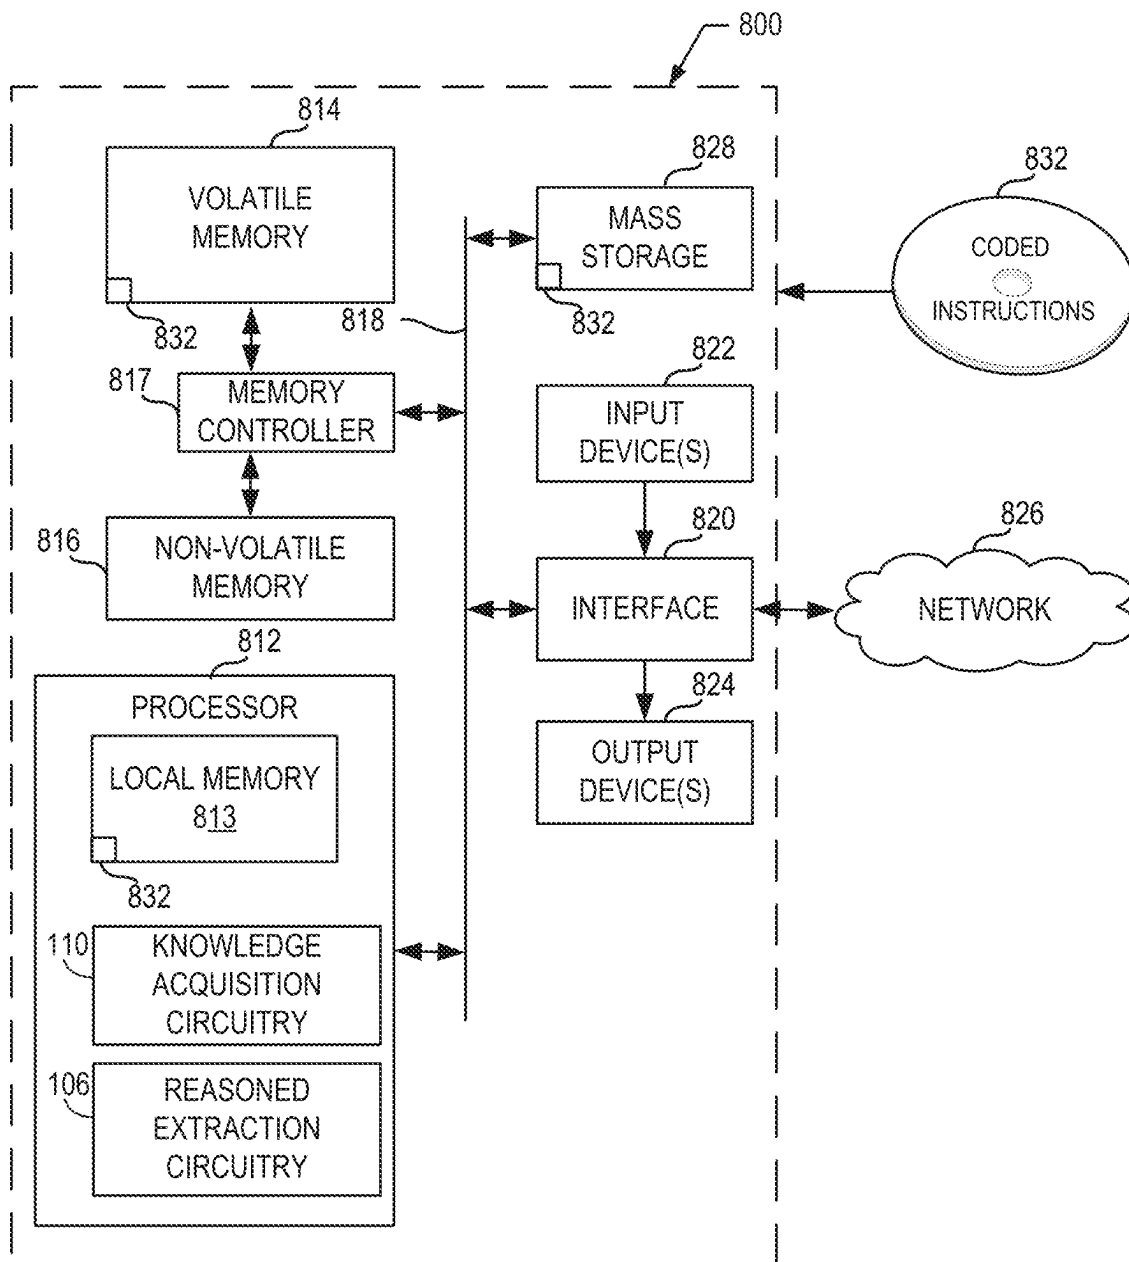 800
814
VOLATILE
MEMORY
832
828
MASS
STORAGE
832
832
CODED
INSTRUCTIONS
818
817
MEMORY
CONTROLLER
822
INPUT
DEVICE(S)
816
NON-VOLATILE
MEMORY
820
INTERFACE
826
NETWORK
812
PROCESSOR
LOCAL MEMORY
813
832
824
OUTPUT
DEVICE(S)
110
KNOWLEDGE
ACQUISITION
CIRCUITRY
106
REASONED
EXTRACTION
CIRCUITRY